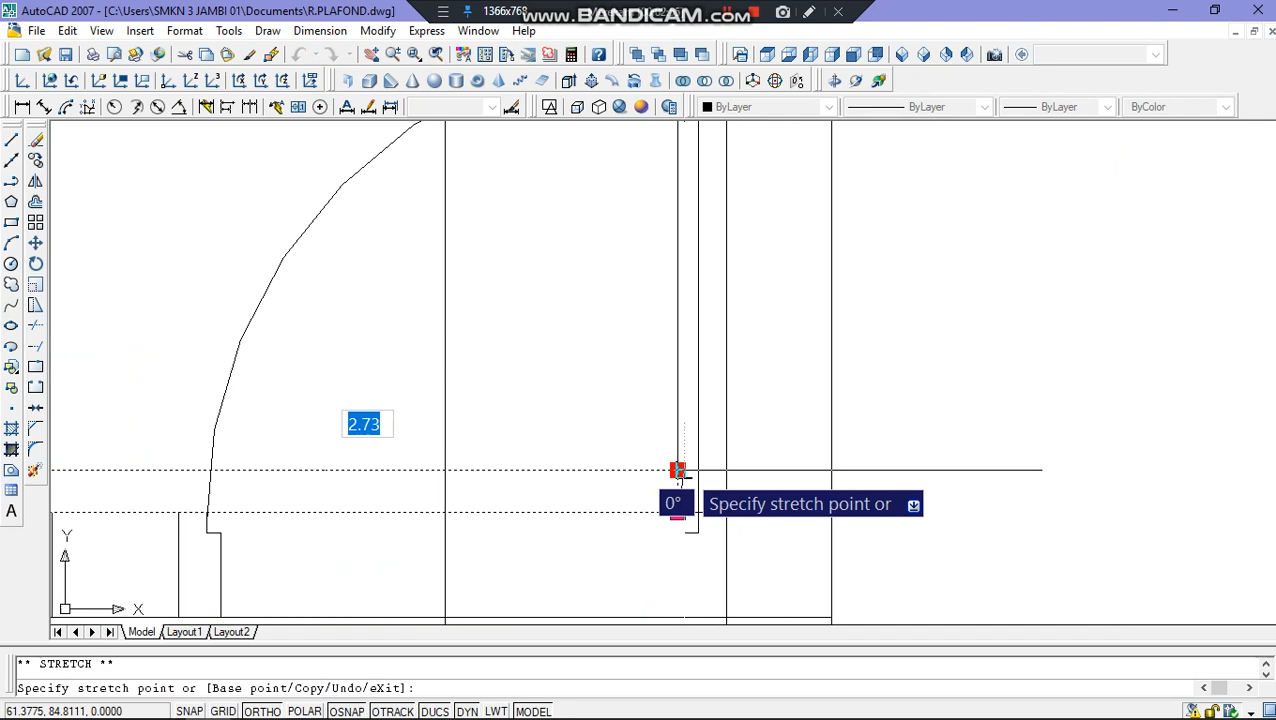 AutoCAD 2007 - [C:\Users\SMKN 3 JAMBI 01\Documents\R.PLAFOND.dwg]
1366x768
www.BANDICAM.com
File Edit View Insert Format Tools Draw Dimension Modify Express Window Help
ByLayer ByLayer ByLayer ByColor
2.73
0° Specify stretch point or
Y
X
Model Layout1 Layout2
** STRETCH **
Specify stretch point or [Base point/Copy/Undo/eXit]:
61.3775, 84.8111, 0.0000 SNAP GRID ORTHO POLAR OSNAP OTRACK DUCS DYN LWT MODEL